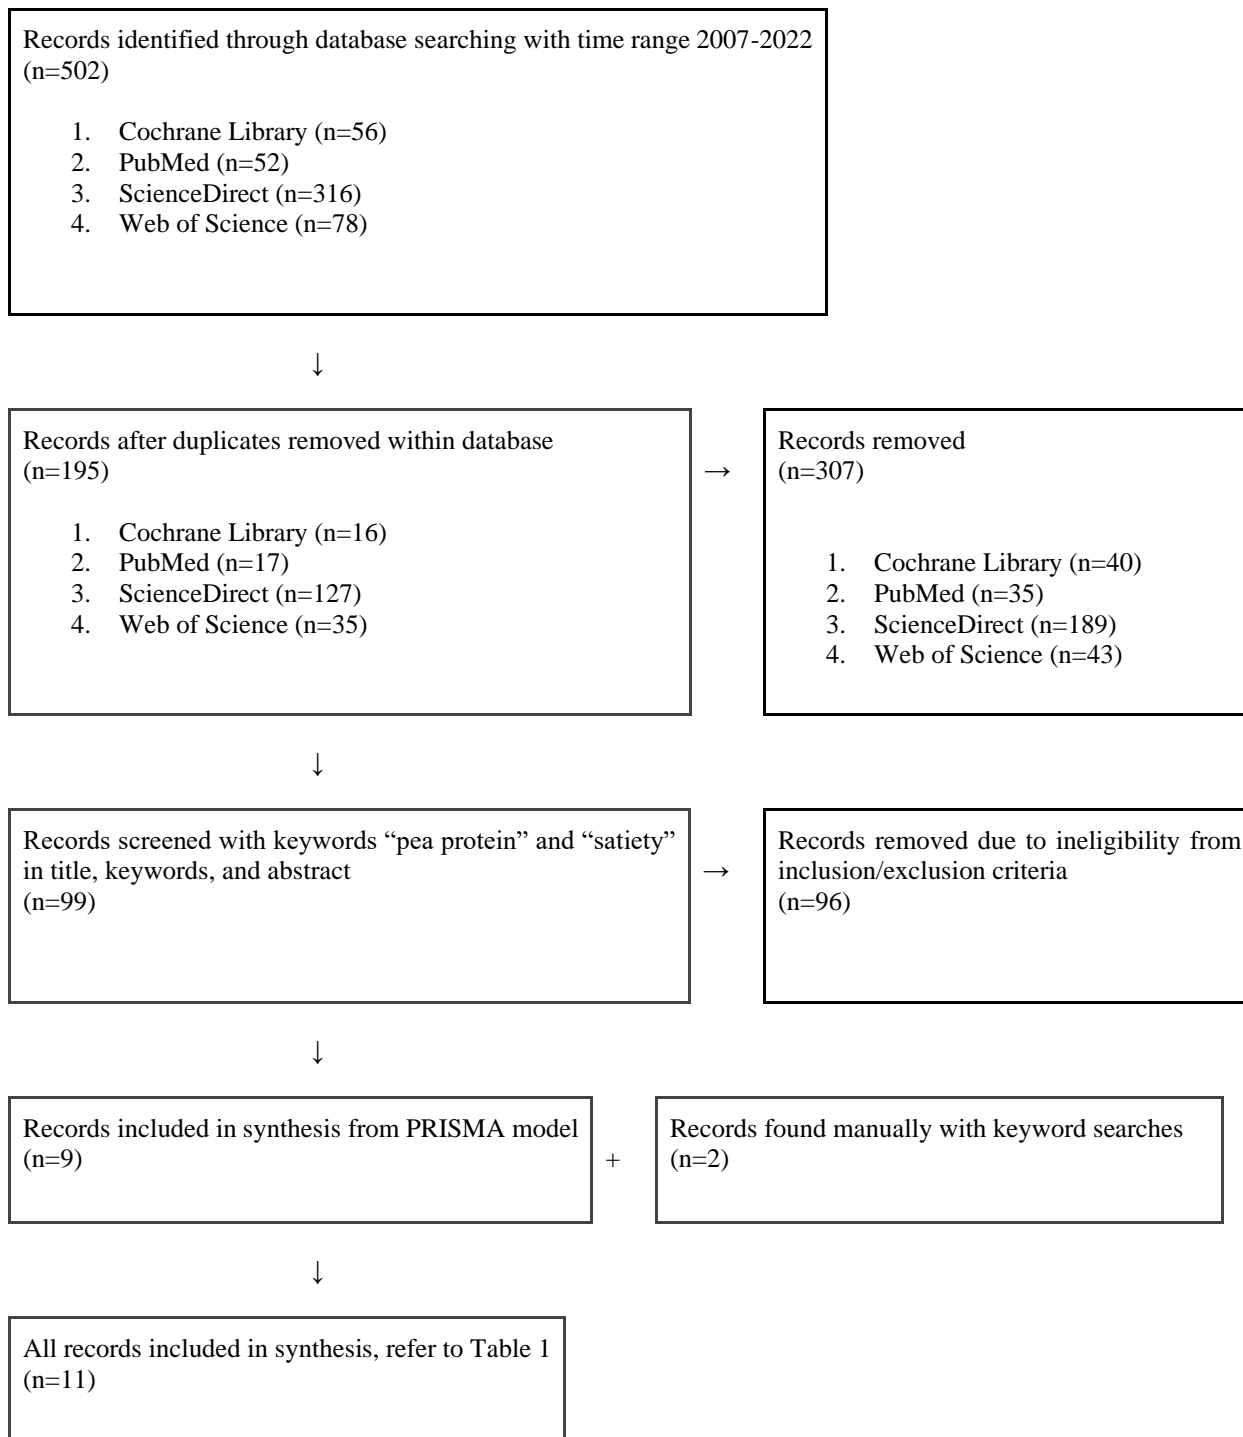 Records identified through database searching with time range 2007-2022
(n=502)
1. Cochrane Library (n=56)
2. PubMed (n=52)
3. ScienceDirect (n=316)
4. Web of Science (n=78)
↓
Records after duplicates removed within database
(n=195)
1. Cochrane Library (n=16)
2. PubMed (n=17)
3. ScienceDirect (n=127)
4. Web of Science (n=35)
→
Records removed
(n=307)
1. Cochrane Library (n=40)
2. PubMed (n=35)
3. ScienceDirect (n=189)
4. Web of Science (n=43)
↓
Records screened with keywords “pea protein” and “satiety”
in title, keywords, and abstract
(n=99)
→
Records removed due to ineligibility from
inclusion/exclusion criteria
(n=96)
↓
Records included in synthesis from PRISMA model
(n=9)
+
Records found manually with keyword searches
(n=2)
↓
All records included in synthesis, refer to Table 1
(n=11)